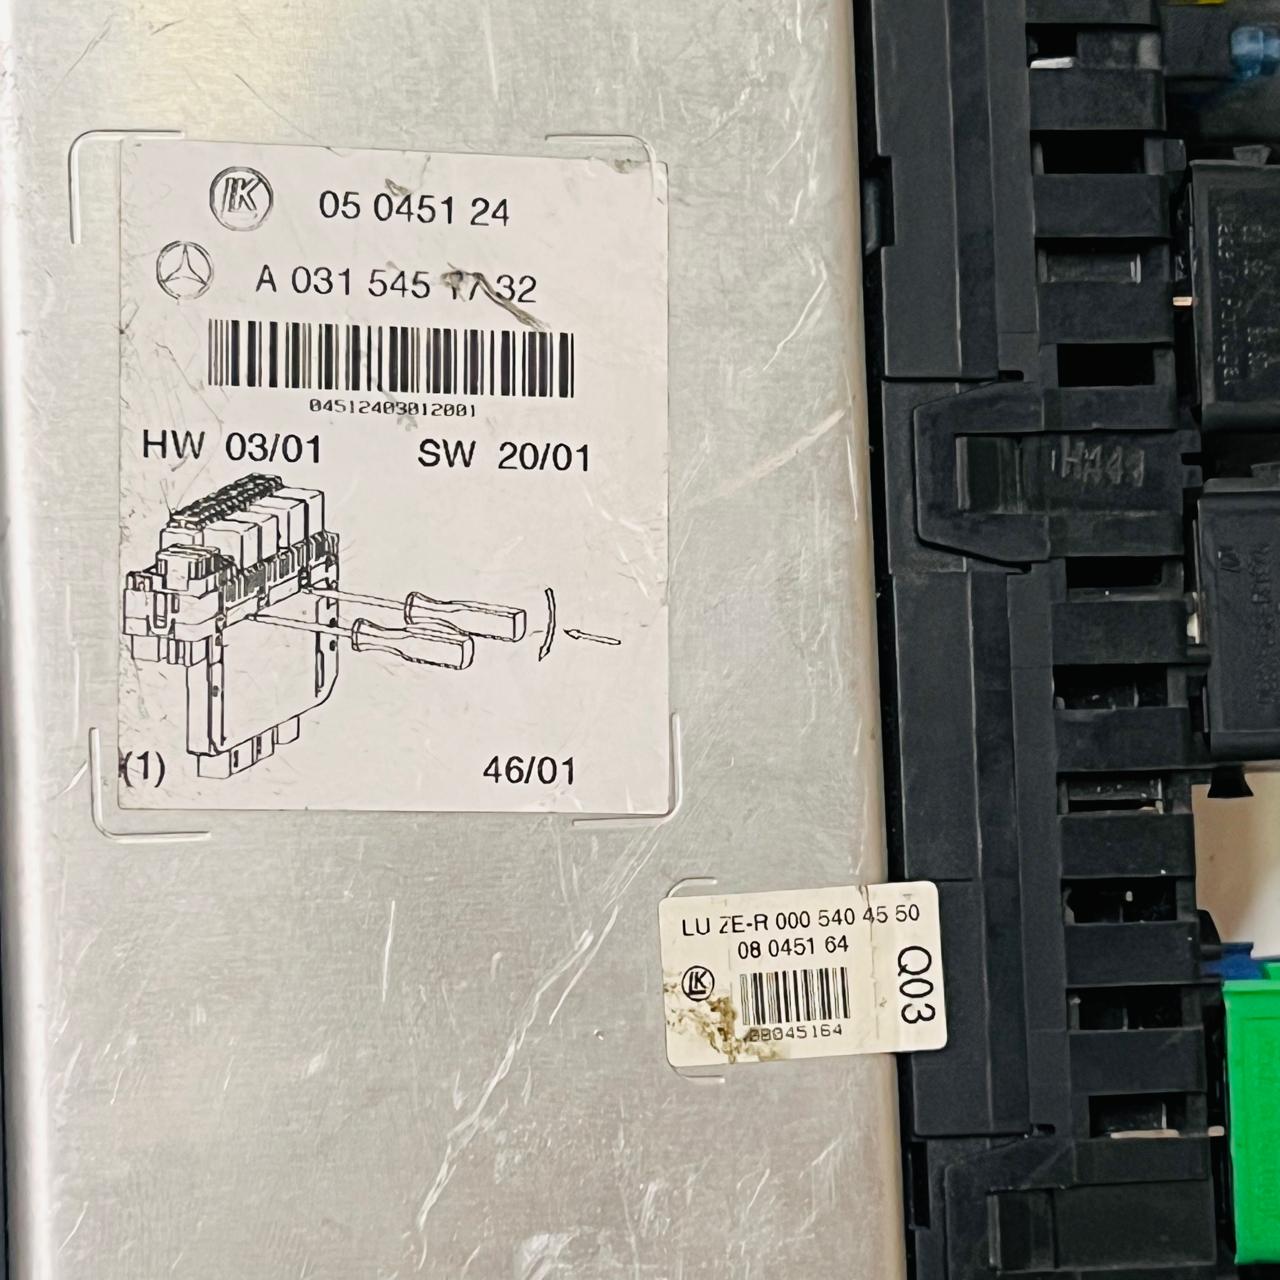 LK 05 0451 24
A 031 545 32
04512403012001
HW 03/01 SW 20/01
(1) 46/01
LU ZE-R 000 540 45 50
08 0451 64
LK
08045164
Q03